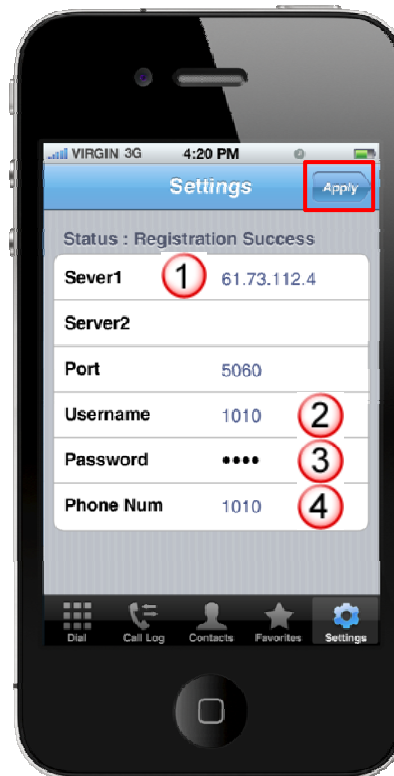 VIRGIN 3G 4:20 PM
Settings Apply
Status : Registration Success
Sever1 1 61.73.112.4
Server2
Port 5060
Username 1010 2
Password •••• 3
Phone Num 1010 4
Dial Call Log Contacts Favorites Settings